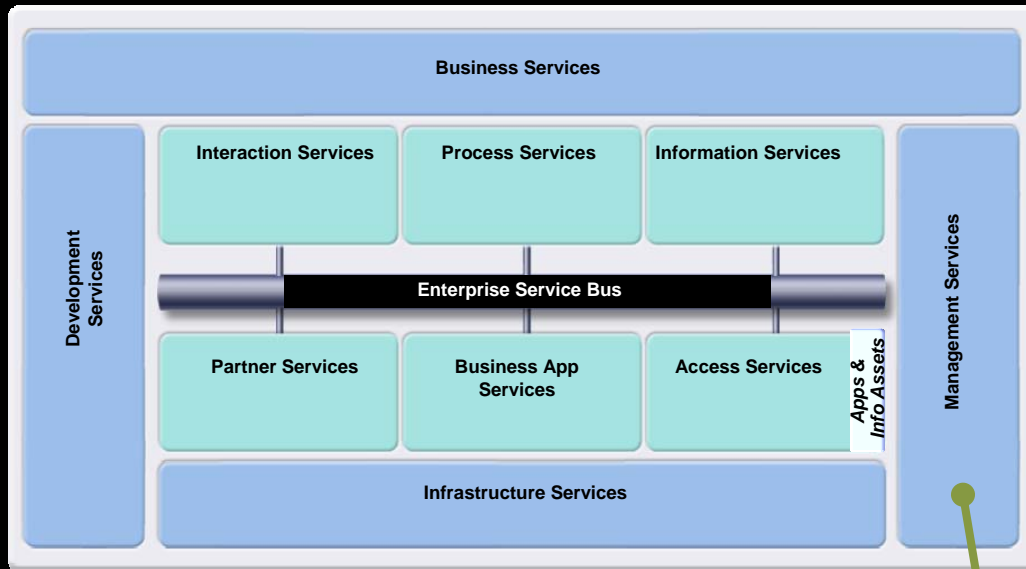 Business Services
Interaction Services
Process Services
Information Services
Development
Services
Enterprise Service Bus
Management Services
Partner Services
Business App
Services
Access Services
Apps &
Info Assets
Infrastructure Services